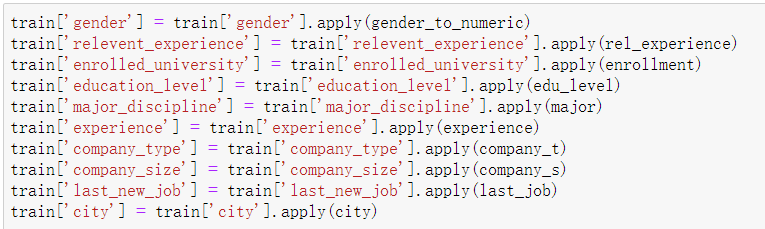 train['gender'] = train['gender'].apply(gender_to_numeric)
train['relevent_experience'] = train['relevent_experience'].apply(rel_experience)
train['enrolled_university'] = train['enrolled_university'].apply(enrollment)
train['education_level'] = train['education_level'].apply(edu_level)
train['major_discipline'] = train['major_discipline'].apply(major)
train['experience'] = train['experience'].apply(experience)
train['company_type'] = train['company_type'].apply(company_t)
train['company_size'] = train['company_size'].apply(company_s)
train['last_new_job'] = train['last_new_job'].apply(last_job)
train['city'] = train['city'].apply(city)